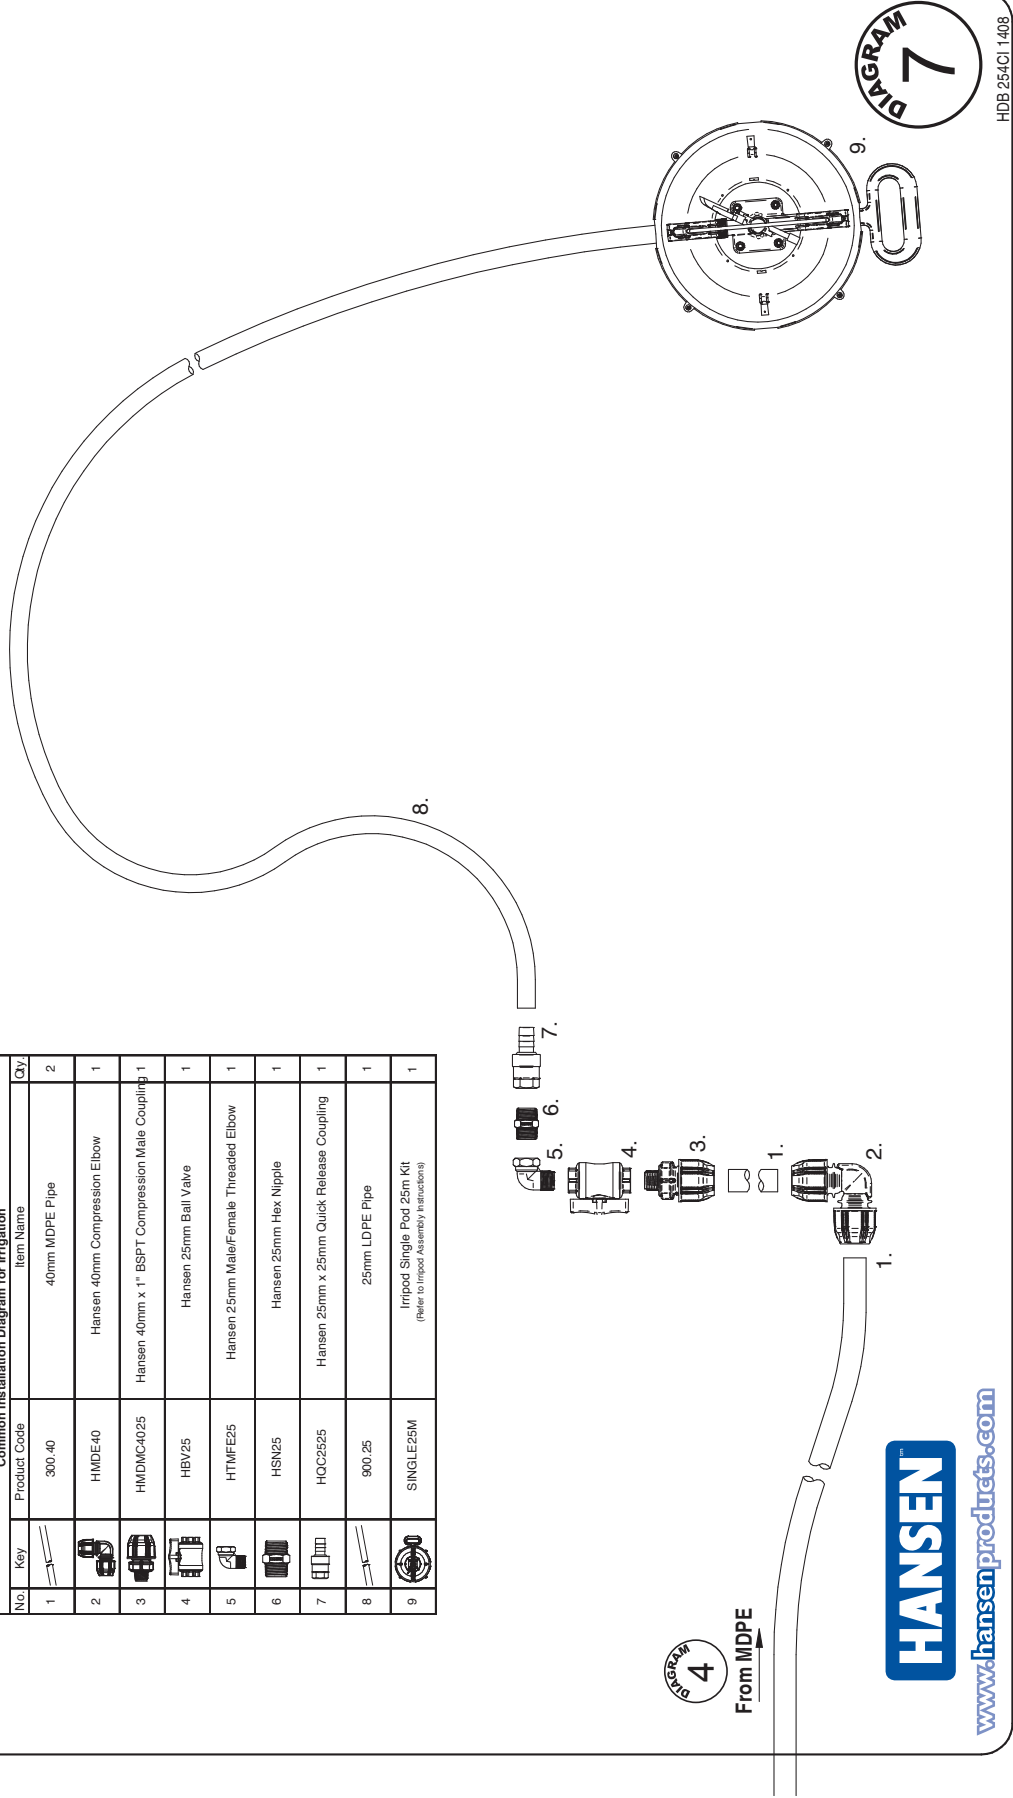 Common Installation Diagram for Irrigation
No. Key Product Code Item Name Qty.
1 300.40 40mm MDPE Pipe 2
2 HMDE40 Hansen 40mm Compression Elbow 1
3 HMDMC4025 Hansen 40mm x 1" BSPT Compression Male Coupling 1
4 HBV25 Hansen 25mm Ball Valve 1
5 HTMFE25 Hansen 25mm Male/Female Threaded Elbow 1
6 HSN25 Hansen 25mm Hex Nipple 1
7 HQC2525 Hansen 25mm x 25mm Quick Release Coupling 1
8 900.25 25mm LDPE Pipe 1
9 SINGLE25M Irripod Single Pod 25m Kit 1
(Refer to Irripod Assembly Instructions)
8.
7.
6.
5.
4.
3.
1.
2.
1.
9.
DIAGRAM
4
From MDPE
HANSEN
™
www.hansenproducts.com
DIAGRAM
7
HDB 254CI 1408